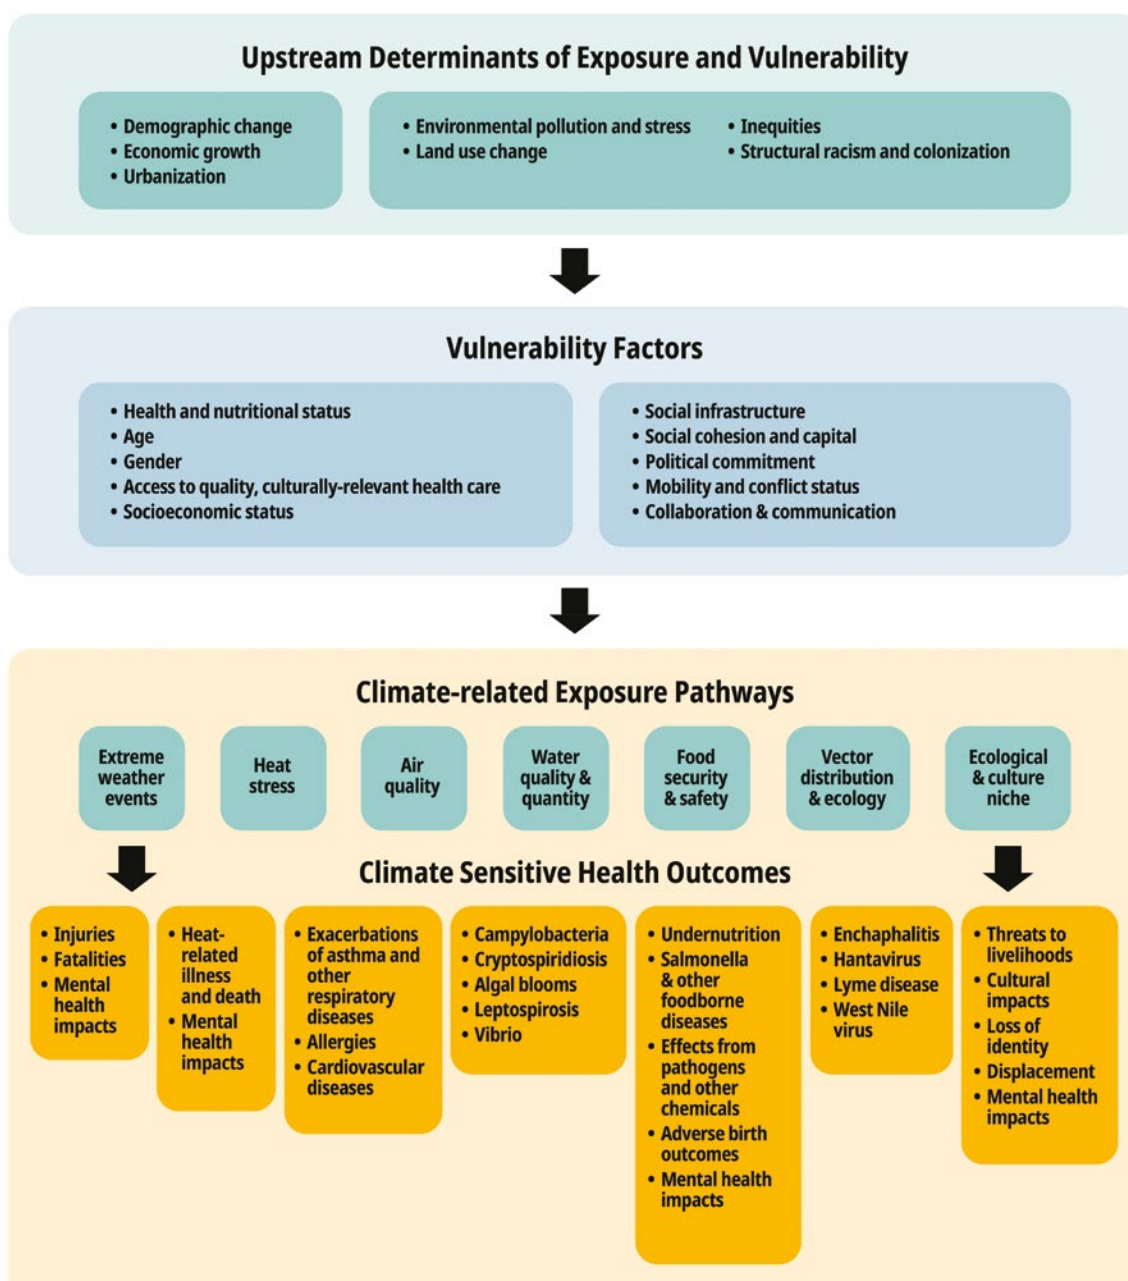 Upstream Determinants of Exposure and Vulnerability
• Demographic change
• Economic growth
• Urbanization
• Environmental pollution and stress
• Land use change
• Inequities
• Structural racism and colonization
Vulnerability Factors
• Health and nutritional status
• Age
• Gender
• Access to quality, culturally-relevant health care
• Socioeconomic status
• Social infrastructure
• Social cohesion and capital
• Political commitment
• Mobility and conflict status
• Collaboration & communication
Climate-related Exposure Pathways
Extreme
weather
events
Heat
stress
Air
quality
Water
quality &
quantity
Food
security
& safety
Vector
distribution
& ecology
Ecological
& culture
niche
Climate Sensitive Health Outcomes
• Injuries
• Fatalities
• Mental
health
impacts
• Heat-
related
illness
and death
• Mental
health
impacts
• Exacerbations
of asthma and
other
respiratory
diseases
• Allergies
• Cardiovascular
diseases
• Campylobacteria
• Cryptospiridiosis
• Algal blooms
• Leptospirosis
• Vibrio
• Undernutrition
• Salmonella
& other
foodborne
diseases
• Effects from
pathogens
and other
chemicals
• Adverse birth
outcomes
• Mental health
impacts
• Enchaphalitis
• Hantavirus
• Lyme disease
• West Nile
virus
• Threats to
livelihoods
• Cultural
impacts
• Loss of
identity
• Displacement
• Mental health
impacts